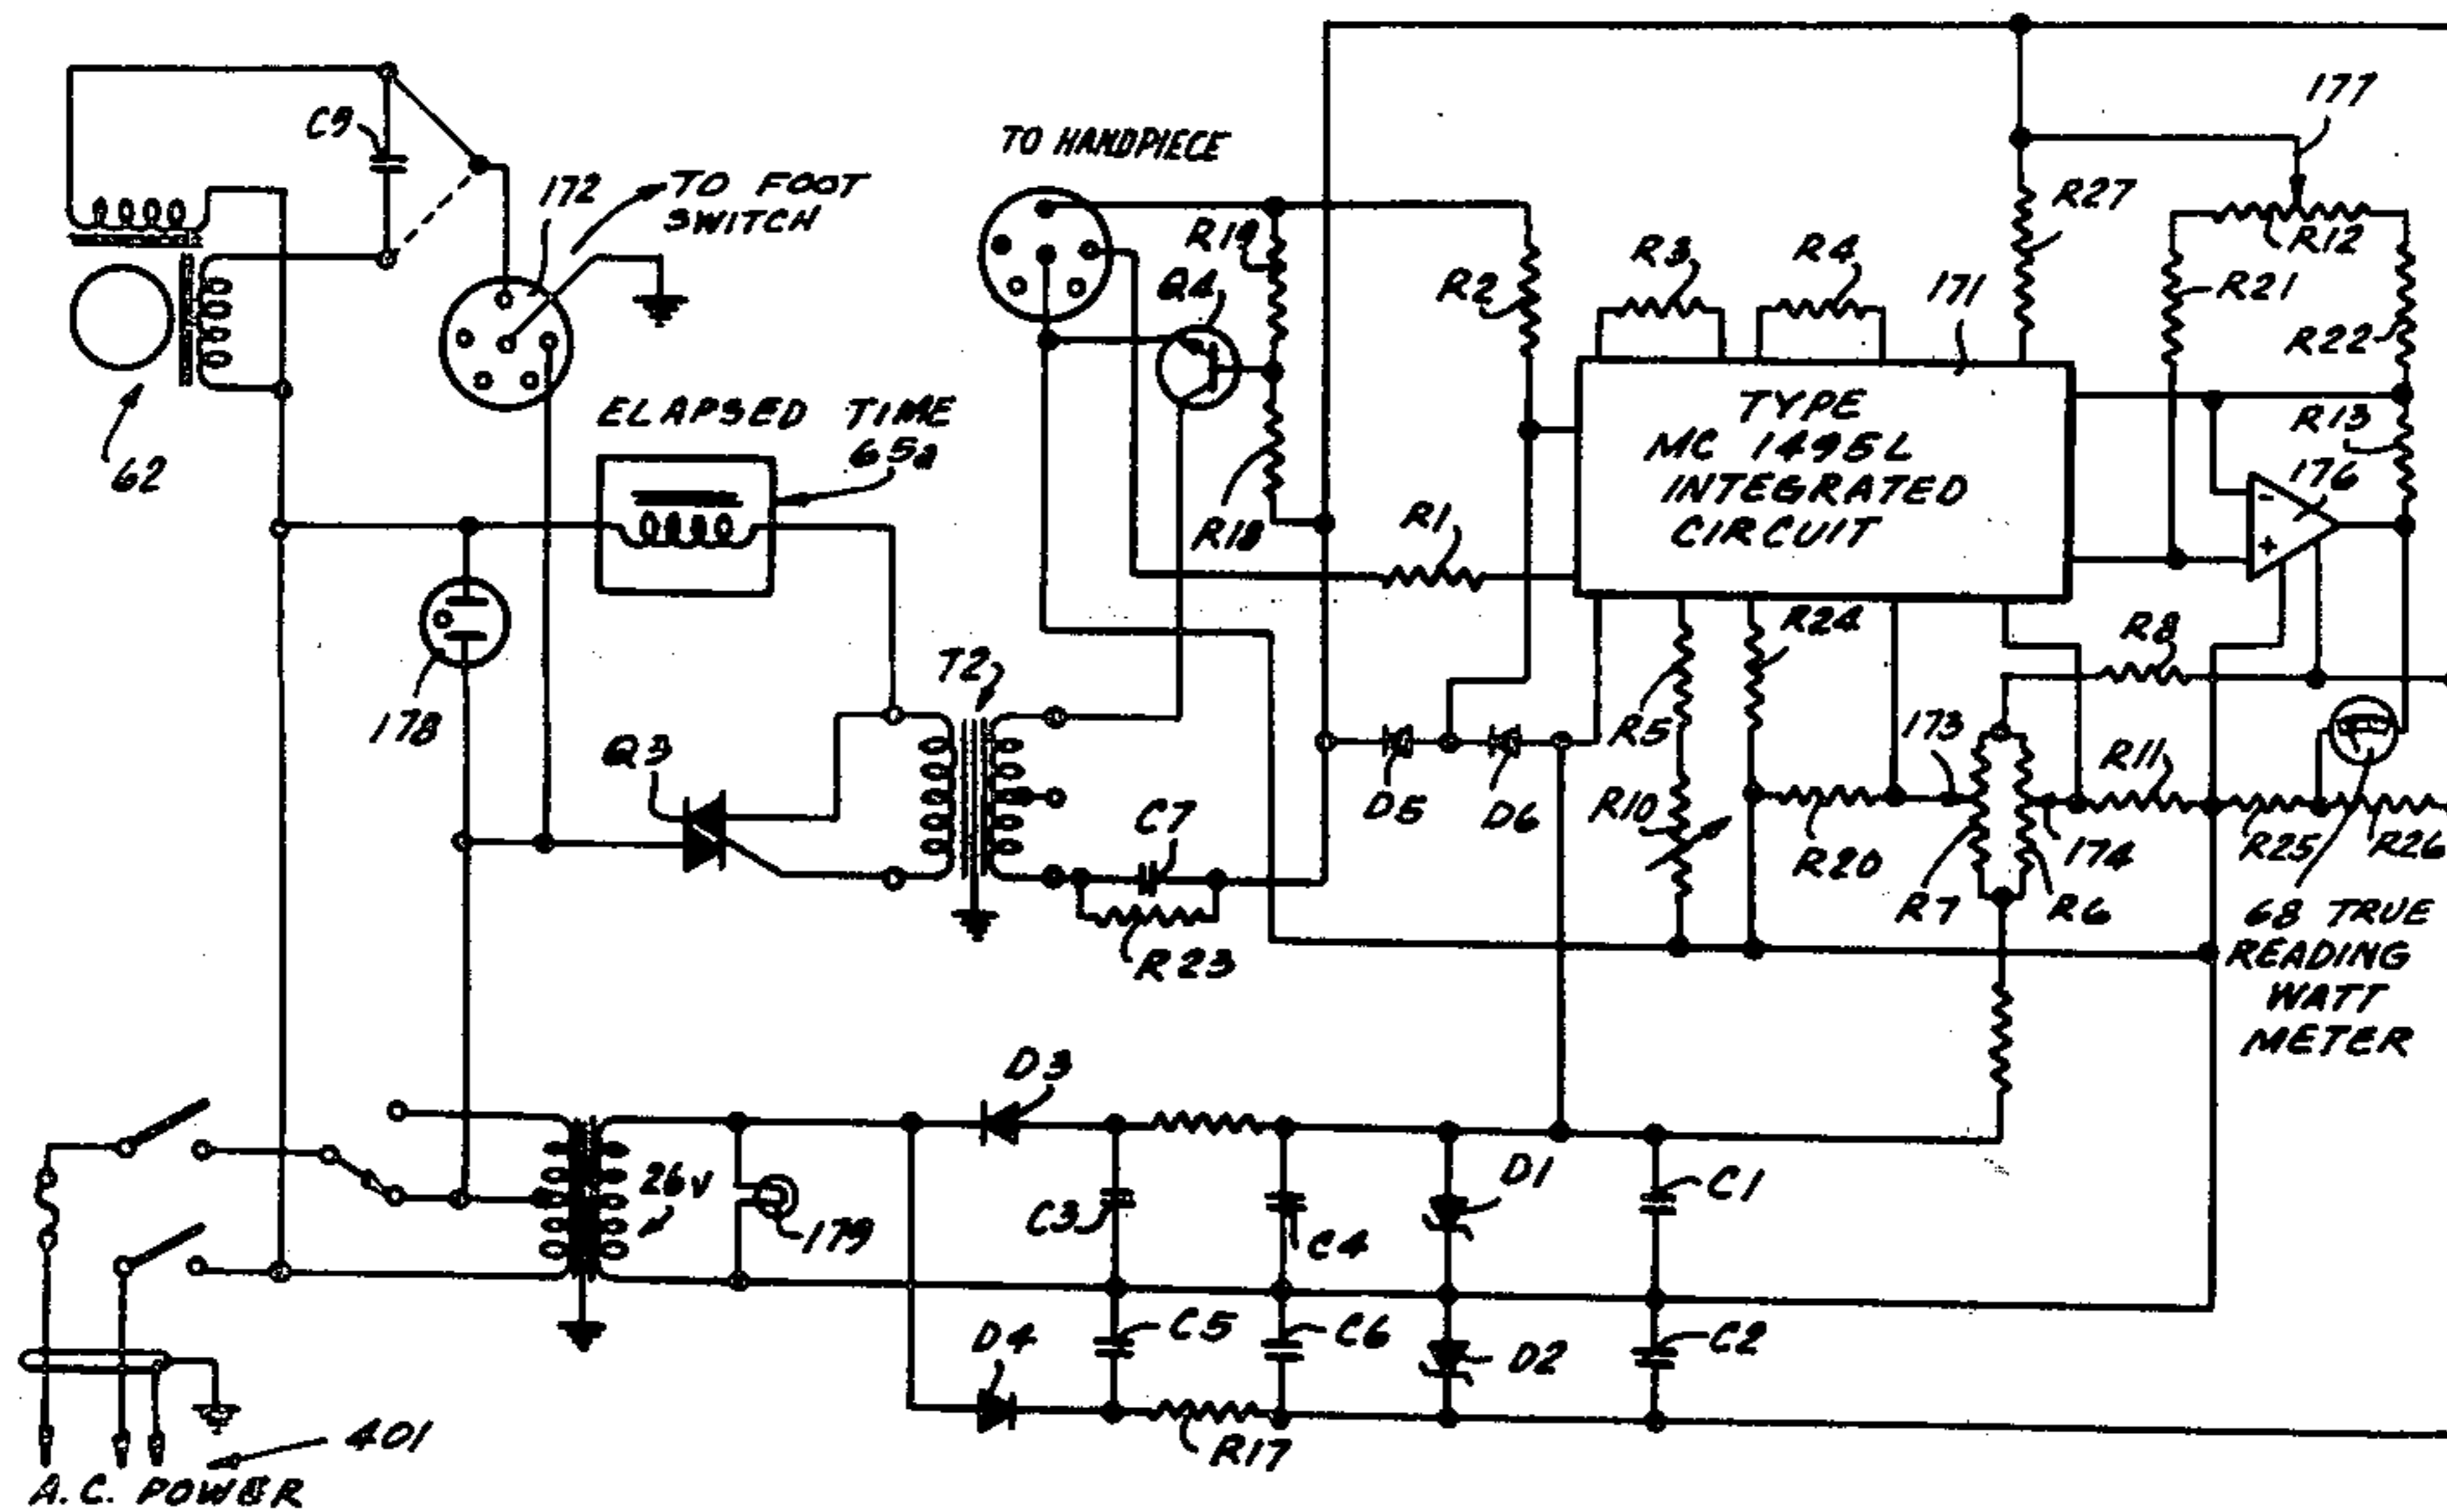 C9
62
172
TO FOOT
SWITCH
ELAPSED TIME
65a
178
Q3
T2
C7
R23
TO HANDPIECE
R19
Q4
R18
R1
R2
R3
R4
171
TYPE
MC 1495L
INTEGRATED
CIRCUIT
177
R27
R12
R21
R22
R13
176
R24
R8
R5
173
R11
D5
D6
R10
R20
R7
R6
174
R25
R26
68 TRUE
READING
WATT
METER
26V
179
D3
C3
C4
D1
C1
D4
C5
C6
D2
C2
R17
401
A.C. POWER